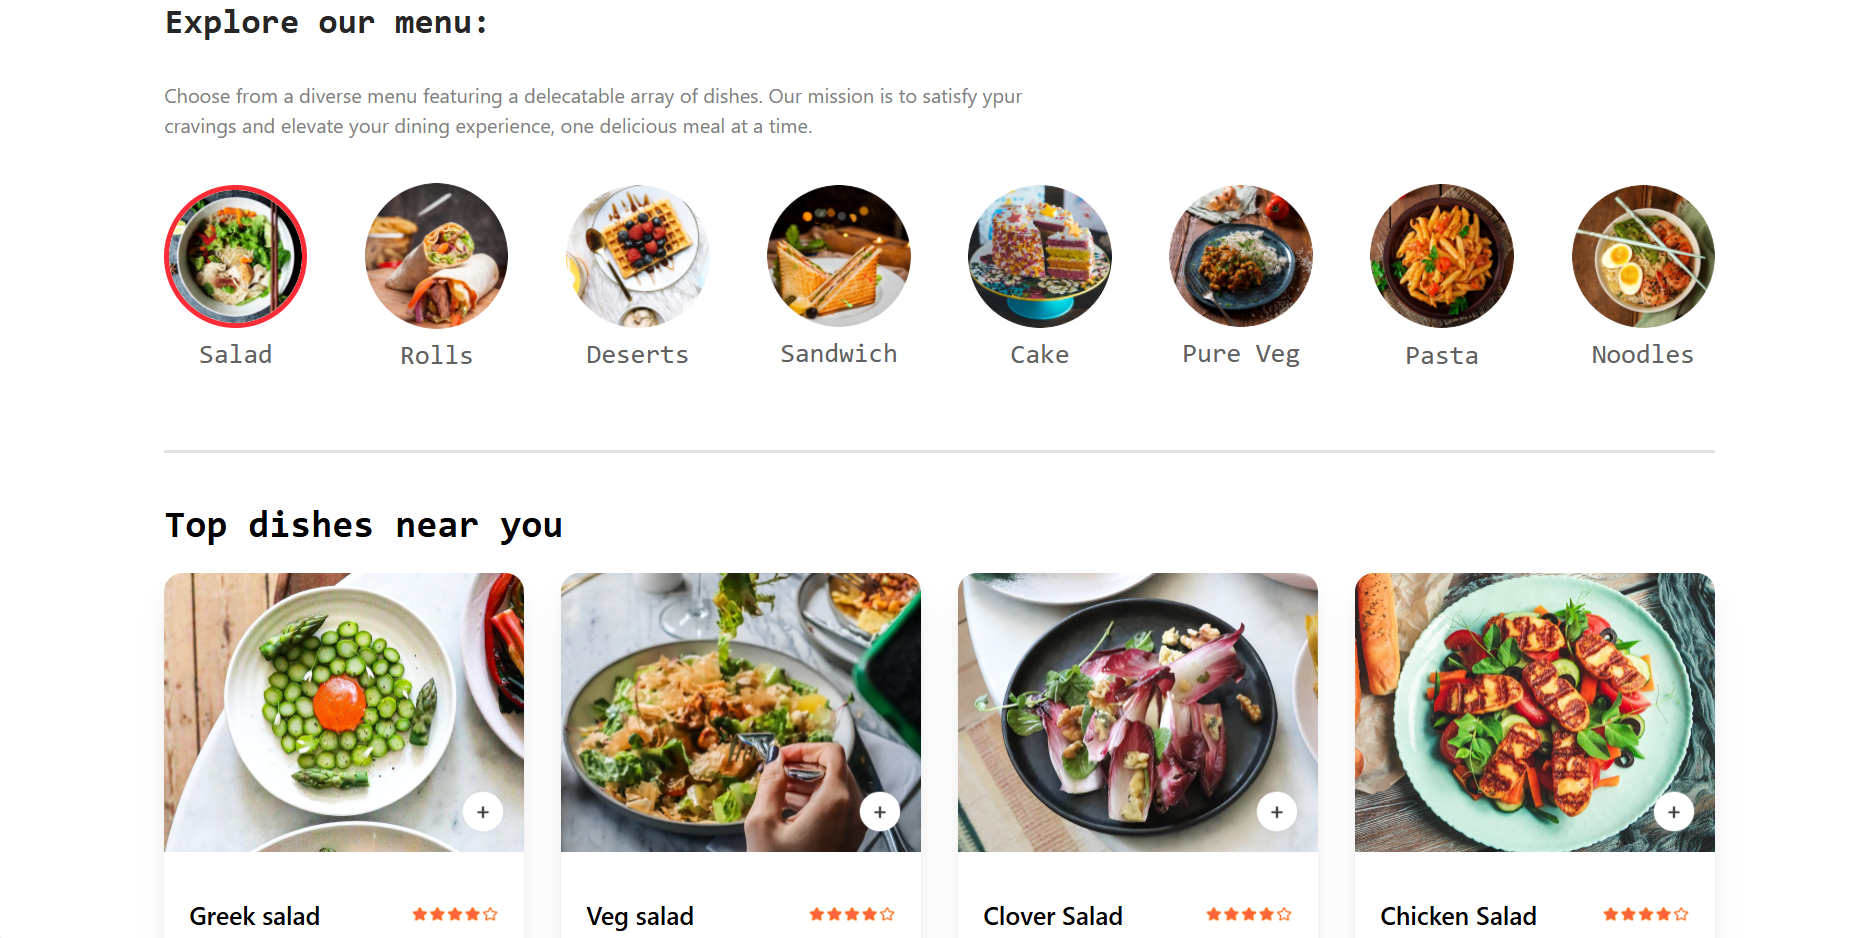 Explore our menu:
Choose from a diverse menu featuring a delecatable array of dishes. Our mission is to satisfy ypur
cravings and elevate your dining experience, one delicious meal at a time.
Salad
Rolls
Deserts
Sandwich
Cake
Pure Veg
Pasta
Noodles
Top dishes near you
Greek salad
Veg salad
Clover Salad
Chicken Salad